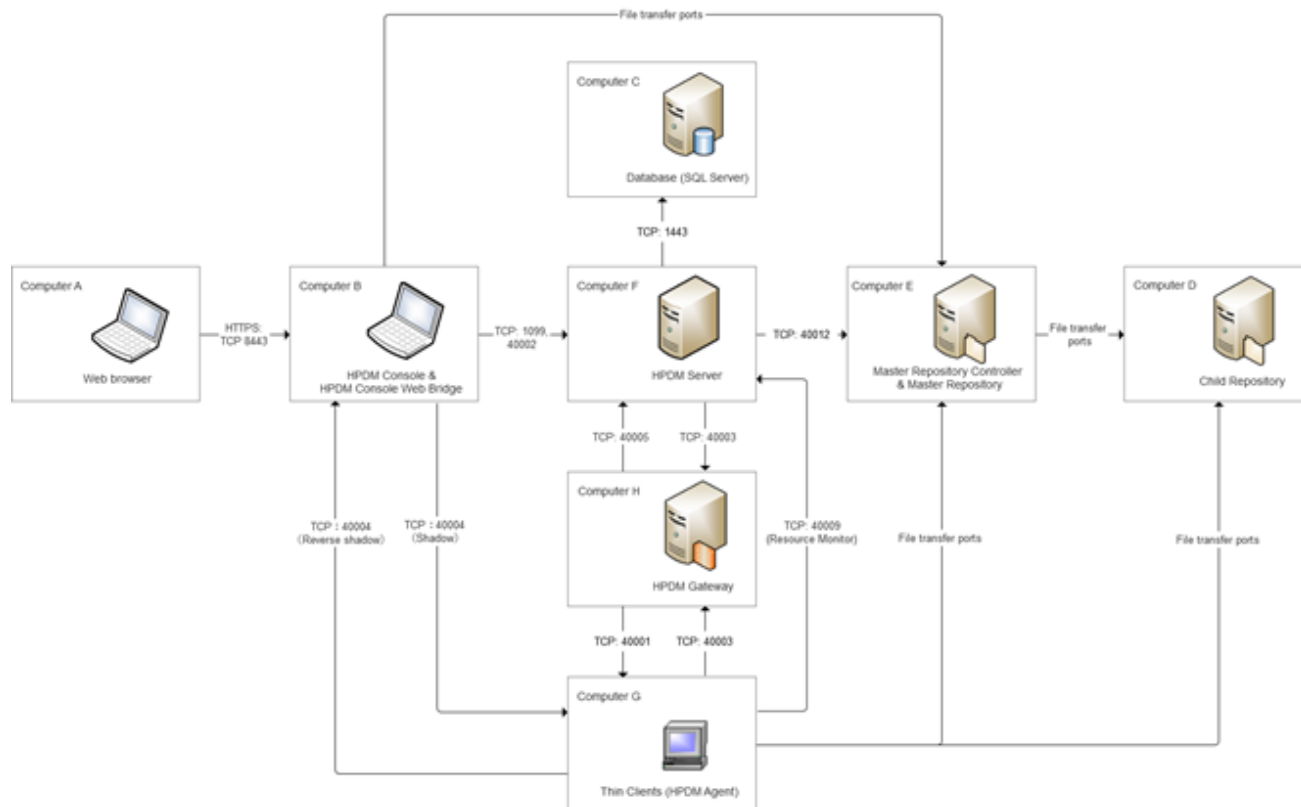 File transfer ports
Computer C
Database (SQL Server)
TCP: 1443
Computer A
Web browser
HTTPS:
TCP 8443
Computer B
HPDM Console &
HPDM Console Web Bridge
TCP: 1099,
40002
Computer F
HPDM Server
TCP: 40012
Computer E
Master Repository Controller
& Master Repository
File transfer
ports
Computer D
Child Repository
TCP: 40005
TCP: 40003
Computer H
HPDM Gateway
TCP：40004
（Reverse shadow）
TCP：40004
（Shadow）
TCP: 40009
(Resource Monitor)
File transfer ports
File transfer ports
TCP: 40001
TCP: 40003
Computer G
Thin Clients (HPDM Agent)